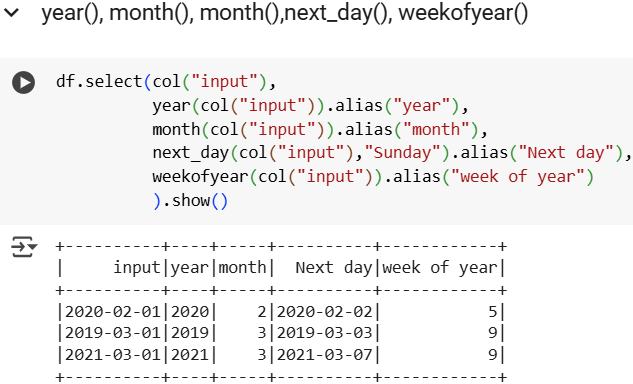 year(), month(), month(),next_day(), weekofyear()
df.select(col("input"),
          year(col("input")).alias("year"),
          month(col("input")).alias("month"),
          next_day(col("input"),"Sunday").alias("Next day"),
          weekofyear(col("input")).alias("week of year")
          ).show()
+----------+----+-----+----------+------------+
|     input|year|month|  Next day|week of year|
+----------+----+-----+----------+------------+
|2020-02-01|2020|    2|2020-02-02|           5|
|2019-03-01|2019|    3|2019-03-03|           9|
|2021-03-01|2021|    3|2021-03-07|           9|
+----------+----+-----+----------+------------+